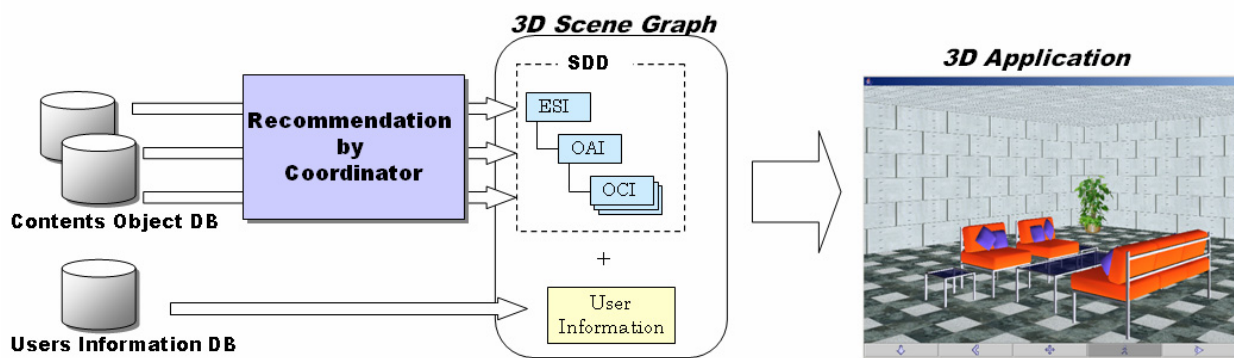 3D Scene Graph
3D Application
SDD
ESI
Recommendation
by
Coordinator
OAI
OCI
Contents Object DB
+
User
Information
Users Information DB